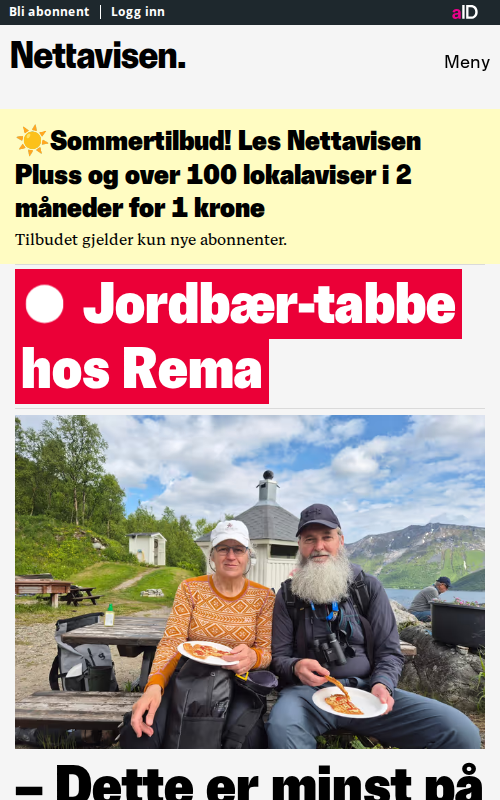 Bli abonnent
Logg inn
aID
Nettavisen.
Meny
☀️Sommertilbud! Les Nettavisen
Pluss og over 100 lokalaviser i 2
måneder for 1 krone
Tilbudet gjelder kun nye abonnenter.
Jordbær-tabbe
hos Rema
– Dette er minst på